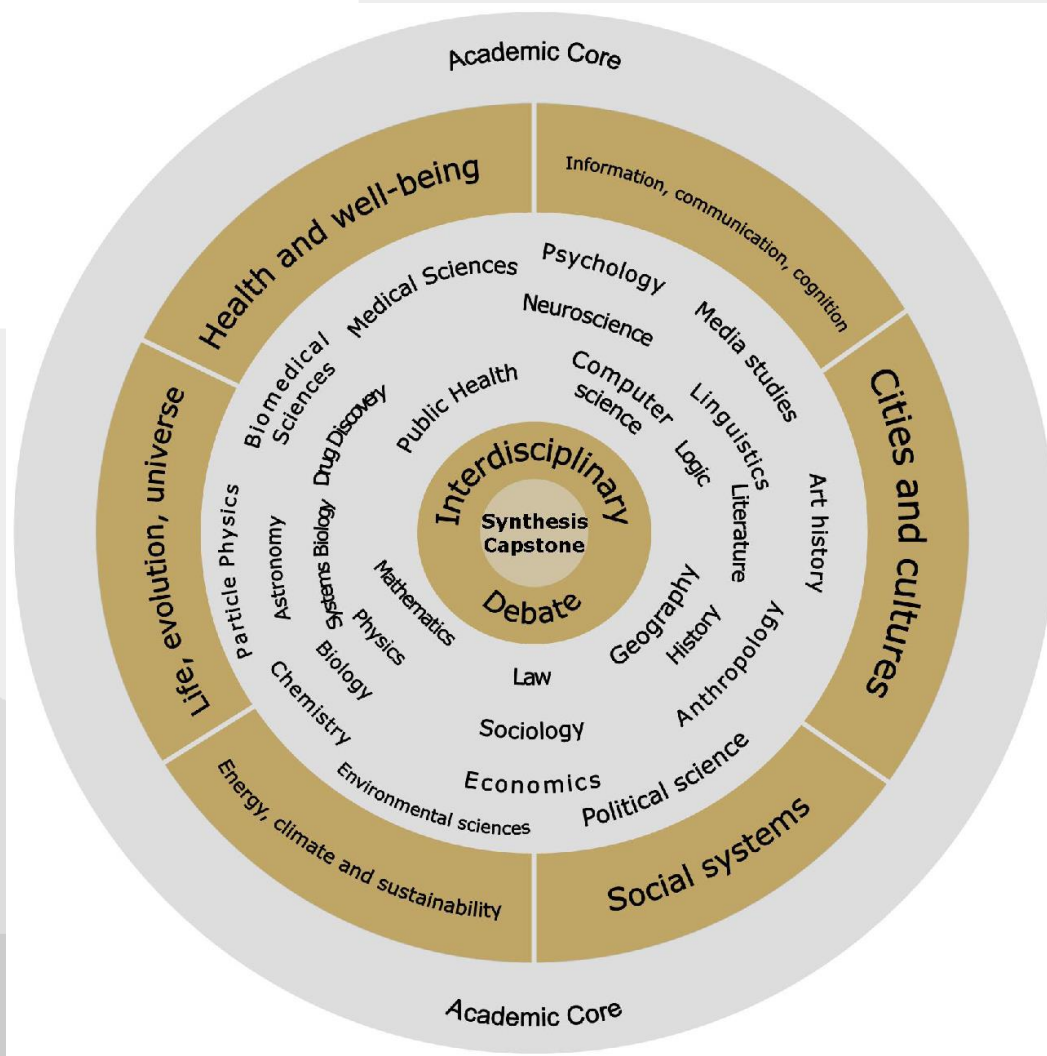 Academic Core
Health and well-being
Information, communication, cognition
Cities and cultures
Social systems
Energy, climate and sustainability
Life, evolution, universe
Medical Sciences
Psychology
Neuroscience
Media studies
Biomedical
Sciences
Drug Discovery
Public Health
Computer
science
Linguistics
Logic
Literature
Art history
Particle Physics
Astronomy
Systems Biology
Mathematics
Physics
Biology
Chemistry
Geography
History
Anthropology
Law
Sociology
Economics
Political science
Environmental sciences
Interdisciplinary
Synthesis
Capstone
Debate
Academic Core